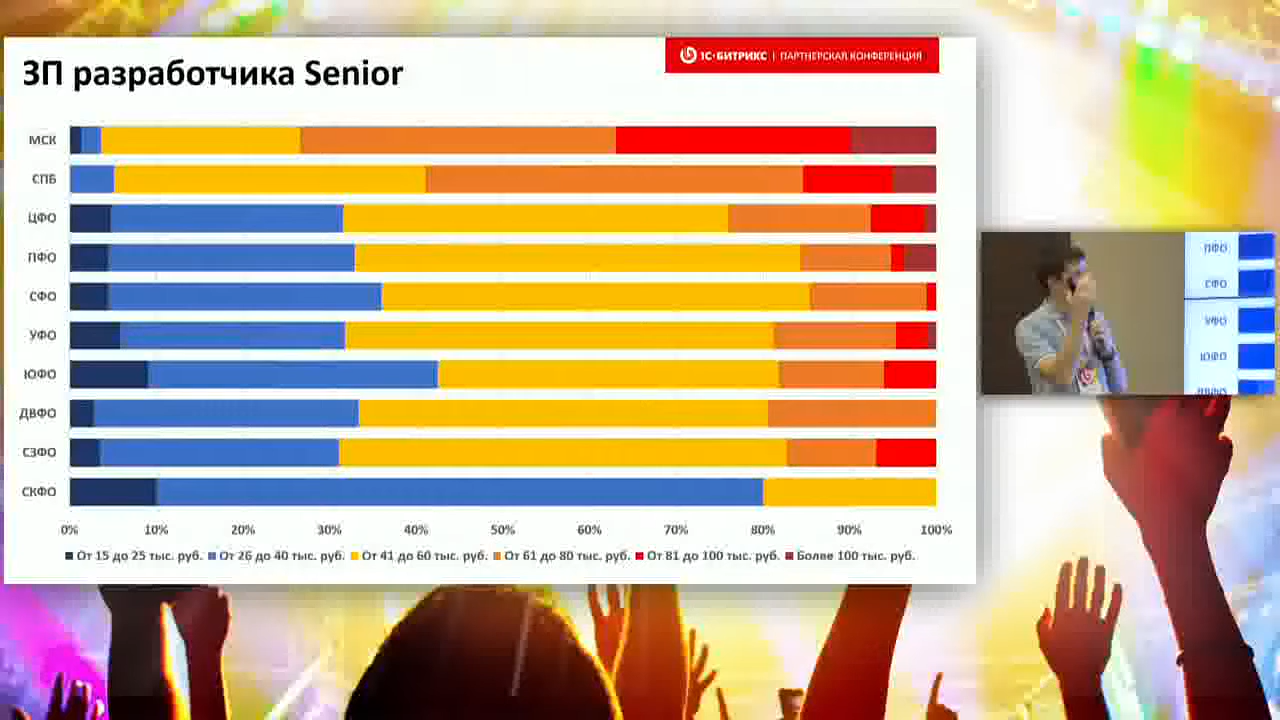 ЗП разработчика Senior
1С·БИТРИКС | ПАРТНЕРСКАЯ КОНФЕРЕНЦИЯ
МСК
СПБ
ЦФО
ПФО
СФО
УФО
ЮФО
ДВФО
СЗФО
СКФО
0% 10% 20% 30% 40% 50% 60% 70% 80% 90% 100%
От 15 до 25 тыс. руб. От 26 до 40 тыс. руб. От 41 до 60 тыс. руб. От 61 до 80 тыс. руб. От 81 до 100 тыс. руб. Более 100 тыс. руб.
ПФО
СФО
УФО
ЮФО
ДВФО